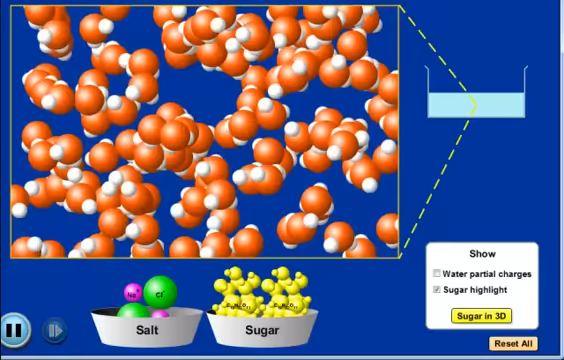 Show
Water partial charges
Sugar highlight
Sugar in 3D
Reset All
Na+
Cl-
Salt
Sugar